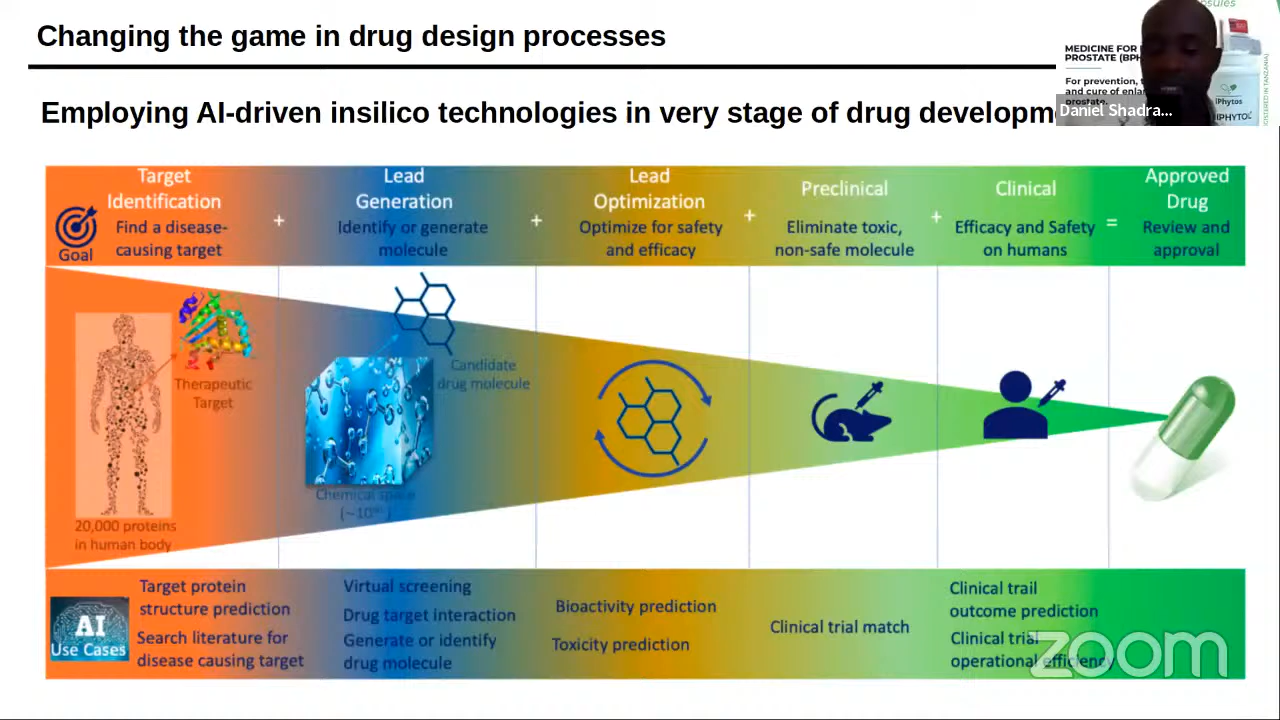 Changing the game in drug design processes
Employing AI-driven insilico technologies in very stage of drug developm
psules
MEDICINE FOR
PROSTATE (BPH
For prevention,
and cure of enlar
prostate.
Daniel Shadra...
iPhytos
HPHYTOL
Target
Identification
Find a disease-
causing target
Goal
+
Lead
Generation
Identify or generate
molecule
+
Lead
Optimization
Optimize for safety
and efficacy
+
Preclinical
Eliminate toxic,
non-safe molecule
+
Clinical
Efficacy and Safety
on humans
=
Approved
Drug
Review and
approval
Therapeutic
Target
20,000 proteins
in human body
Candidate
drug molecule
Chemical space
AI
Use Cases
Target protein
structure prediction
Search literature for
disease causing target
Virtual screening
Drug target interaction
Generate or identify
drug molecule
Bioactivity prediction
Toxicity prediction
Clinical trial match
Clinical trail
outcome prediction
Clinical trial
operational efficiency
zoom